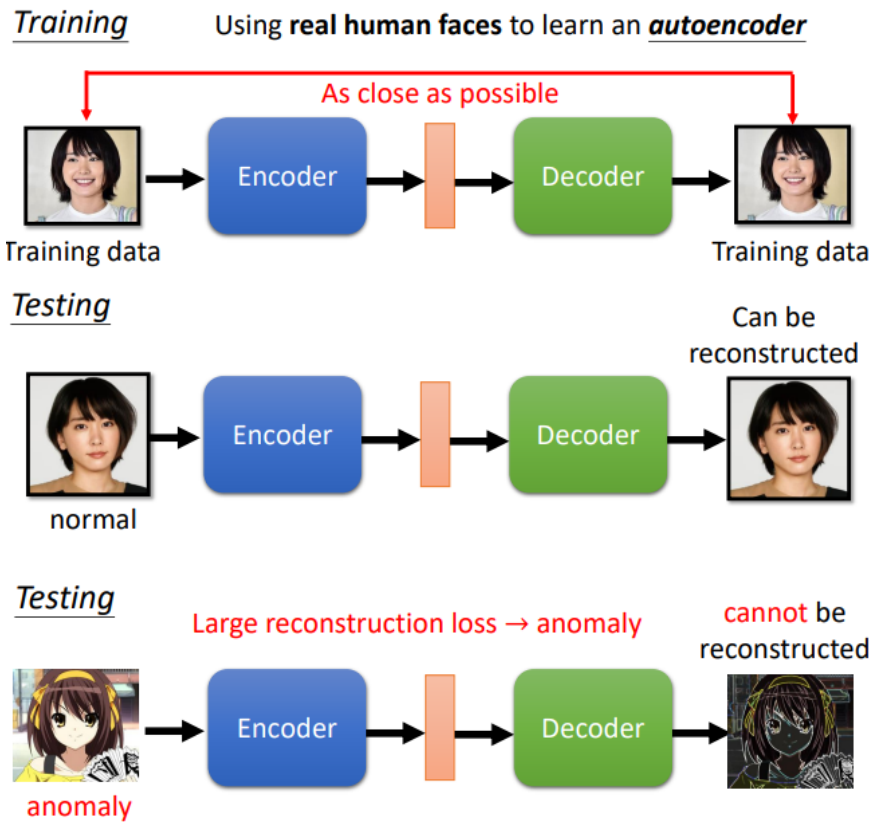 Training
Using real human faces to learn an autoencoder
As close as possible
Encoder
Decoder
Training data
Training data
Testing
Can be
reconstructed
Encoder
Decoder
normal
Testing
Large reconstruction loss → anomaly
cannot be
reconstructed
Encoder
Decoder
anomaly